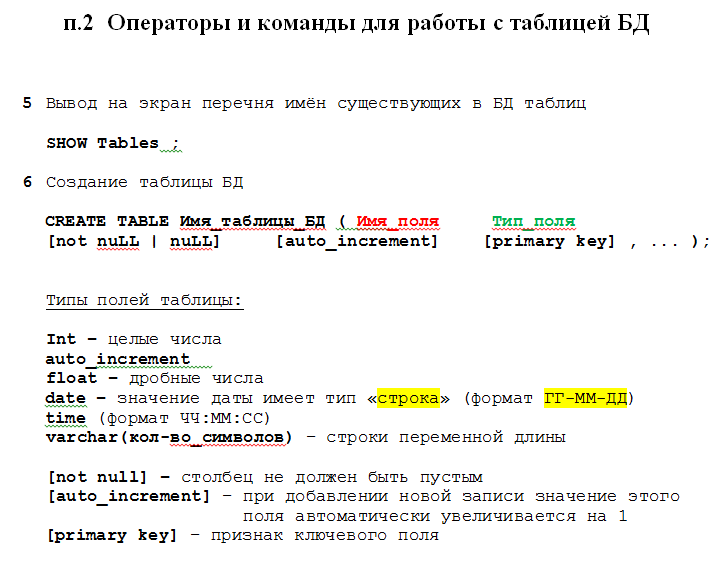 п.2 Операторы и команды для работы с таблицей БД
5 Вывод на экран перечня имён существующих в БД таблиц
SHOW Tables ;
6 Создание таблицы БД
CREATE TABLE Имя_таблицы_БД ( Имя_поля Тип_поля
[not nuLL | nuLL] [auto_increment] [primary key] , ... );
Типы полей таблицы:
Int – целые числа
auto_increment
float – дробные числа
date – значение даты имеет тип «строка» (формат ГГ-ММ-ДД)
time (формат ЧЧ:ММ:СС)
varchar(кол-во_символов) – строки переменной длины
[not null] – столбец не должен быть пустым
[auto_increment] – при добавлении новой записи значение этого
поля автоматически увеличивается на 1
[primary key] – признак ключевого поля